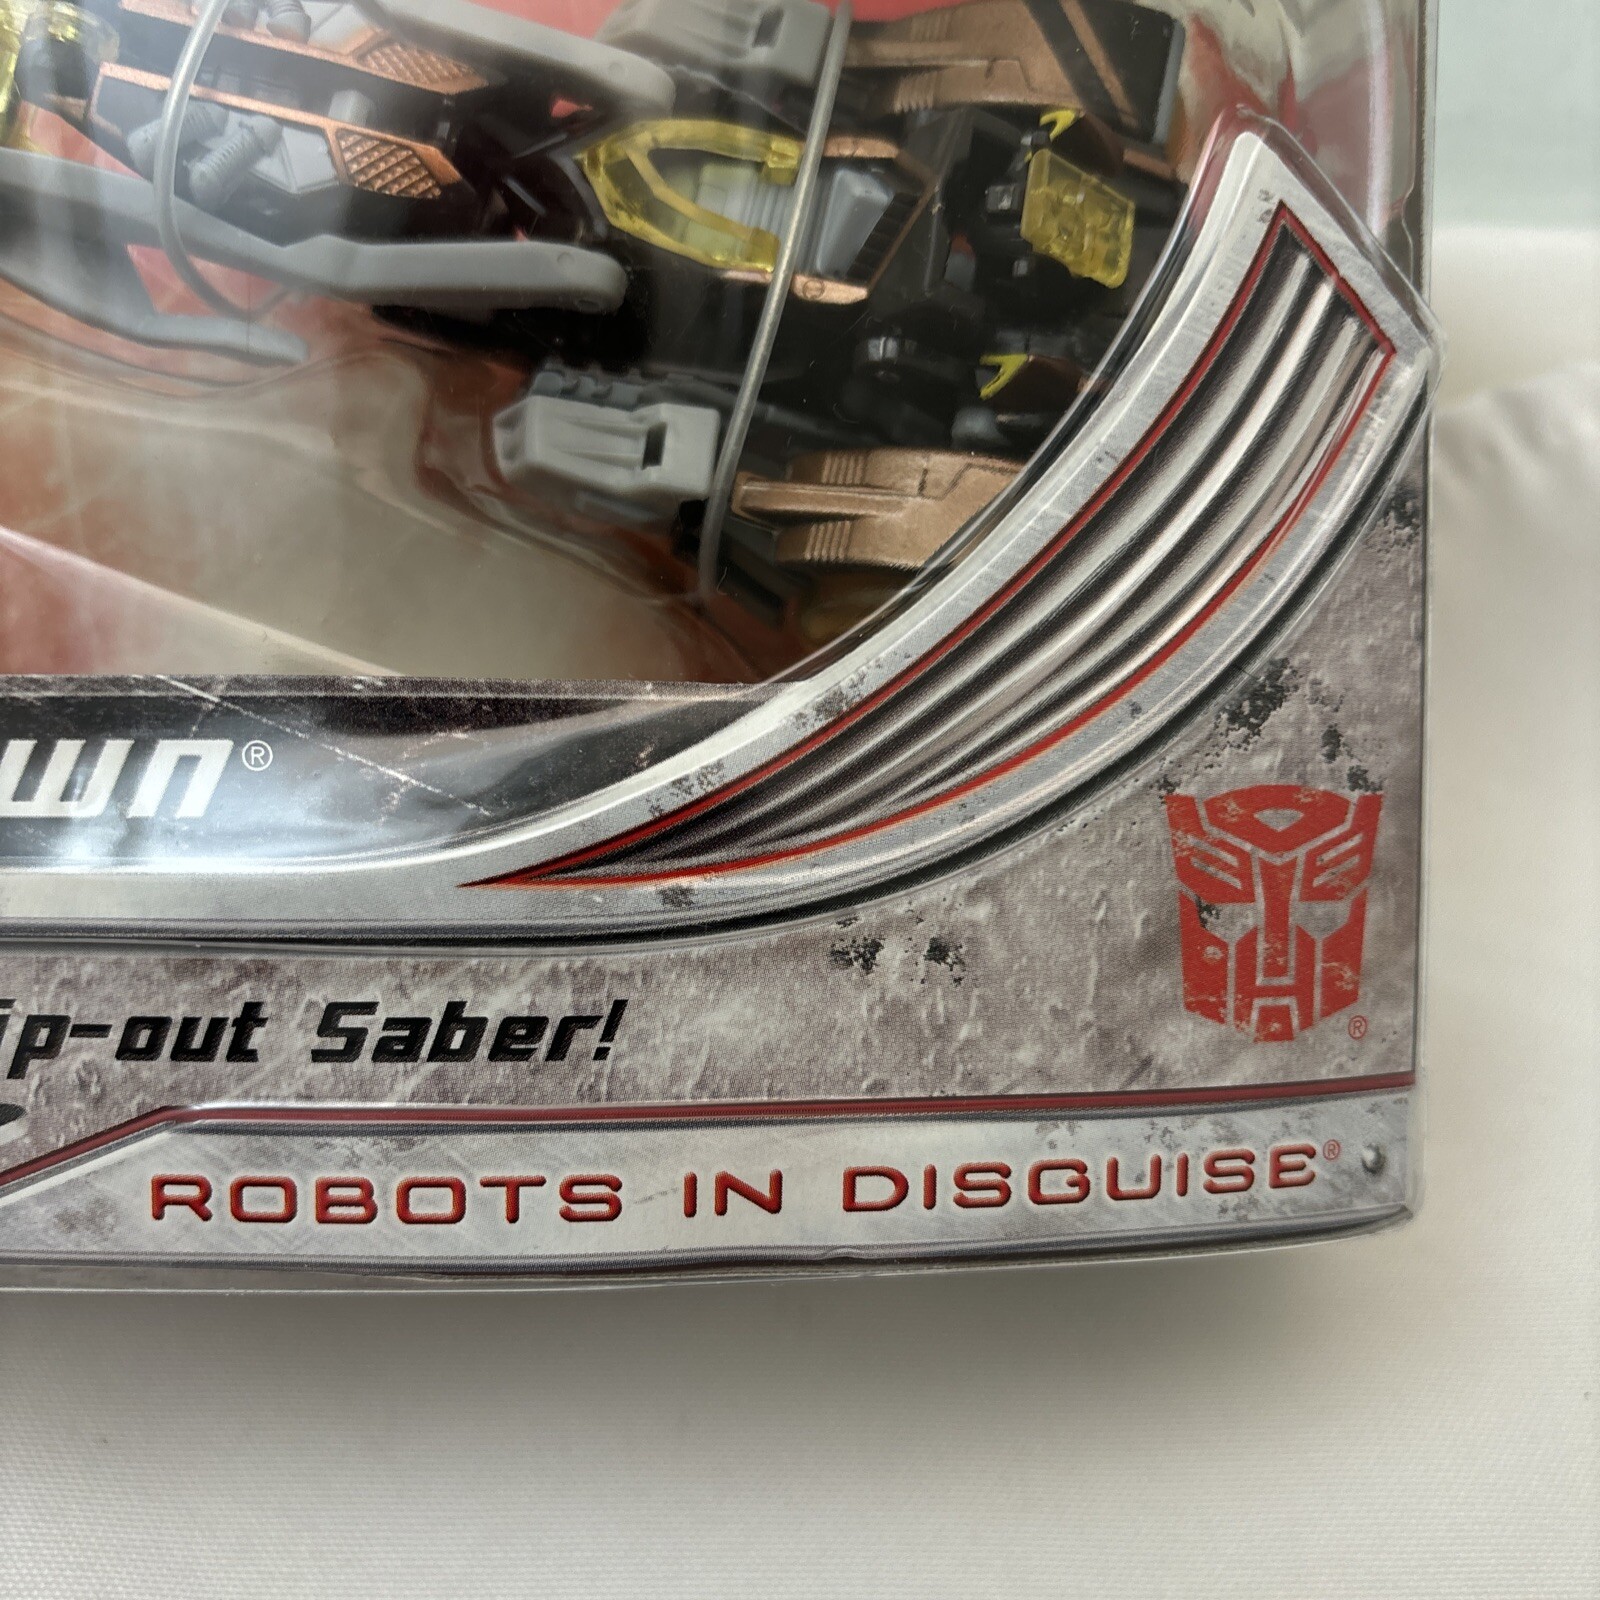 wn®
ip-out Saber!
®
ROBOTS IN DISGUISE®